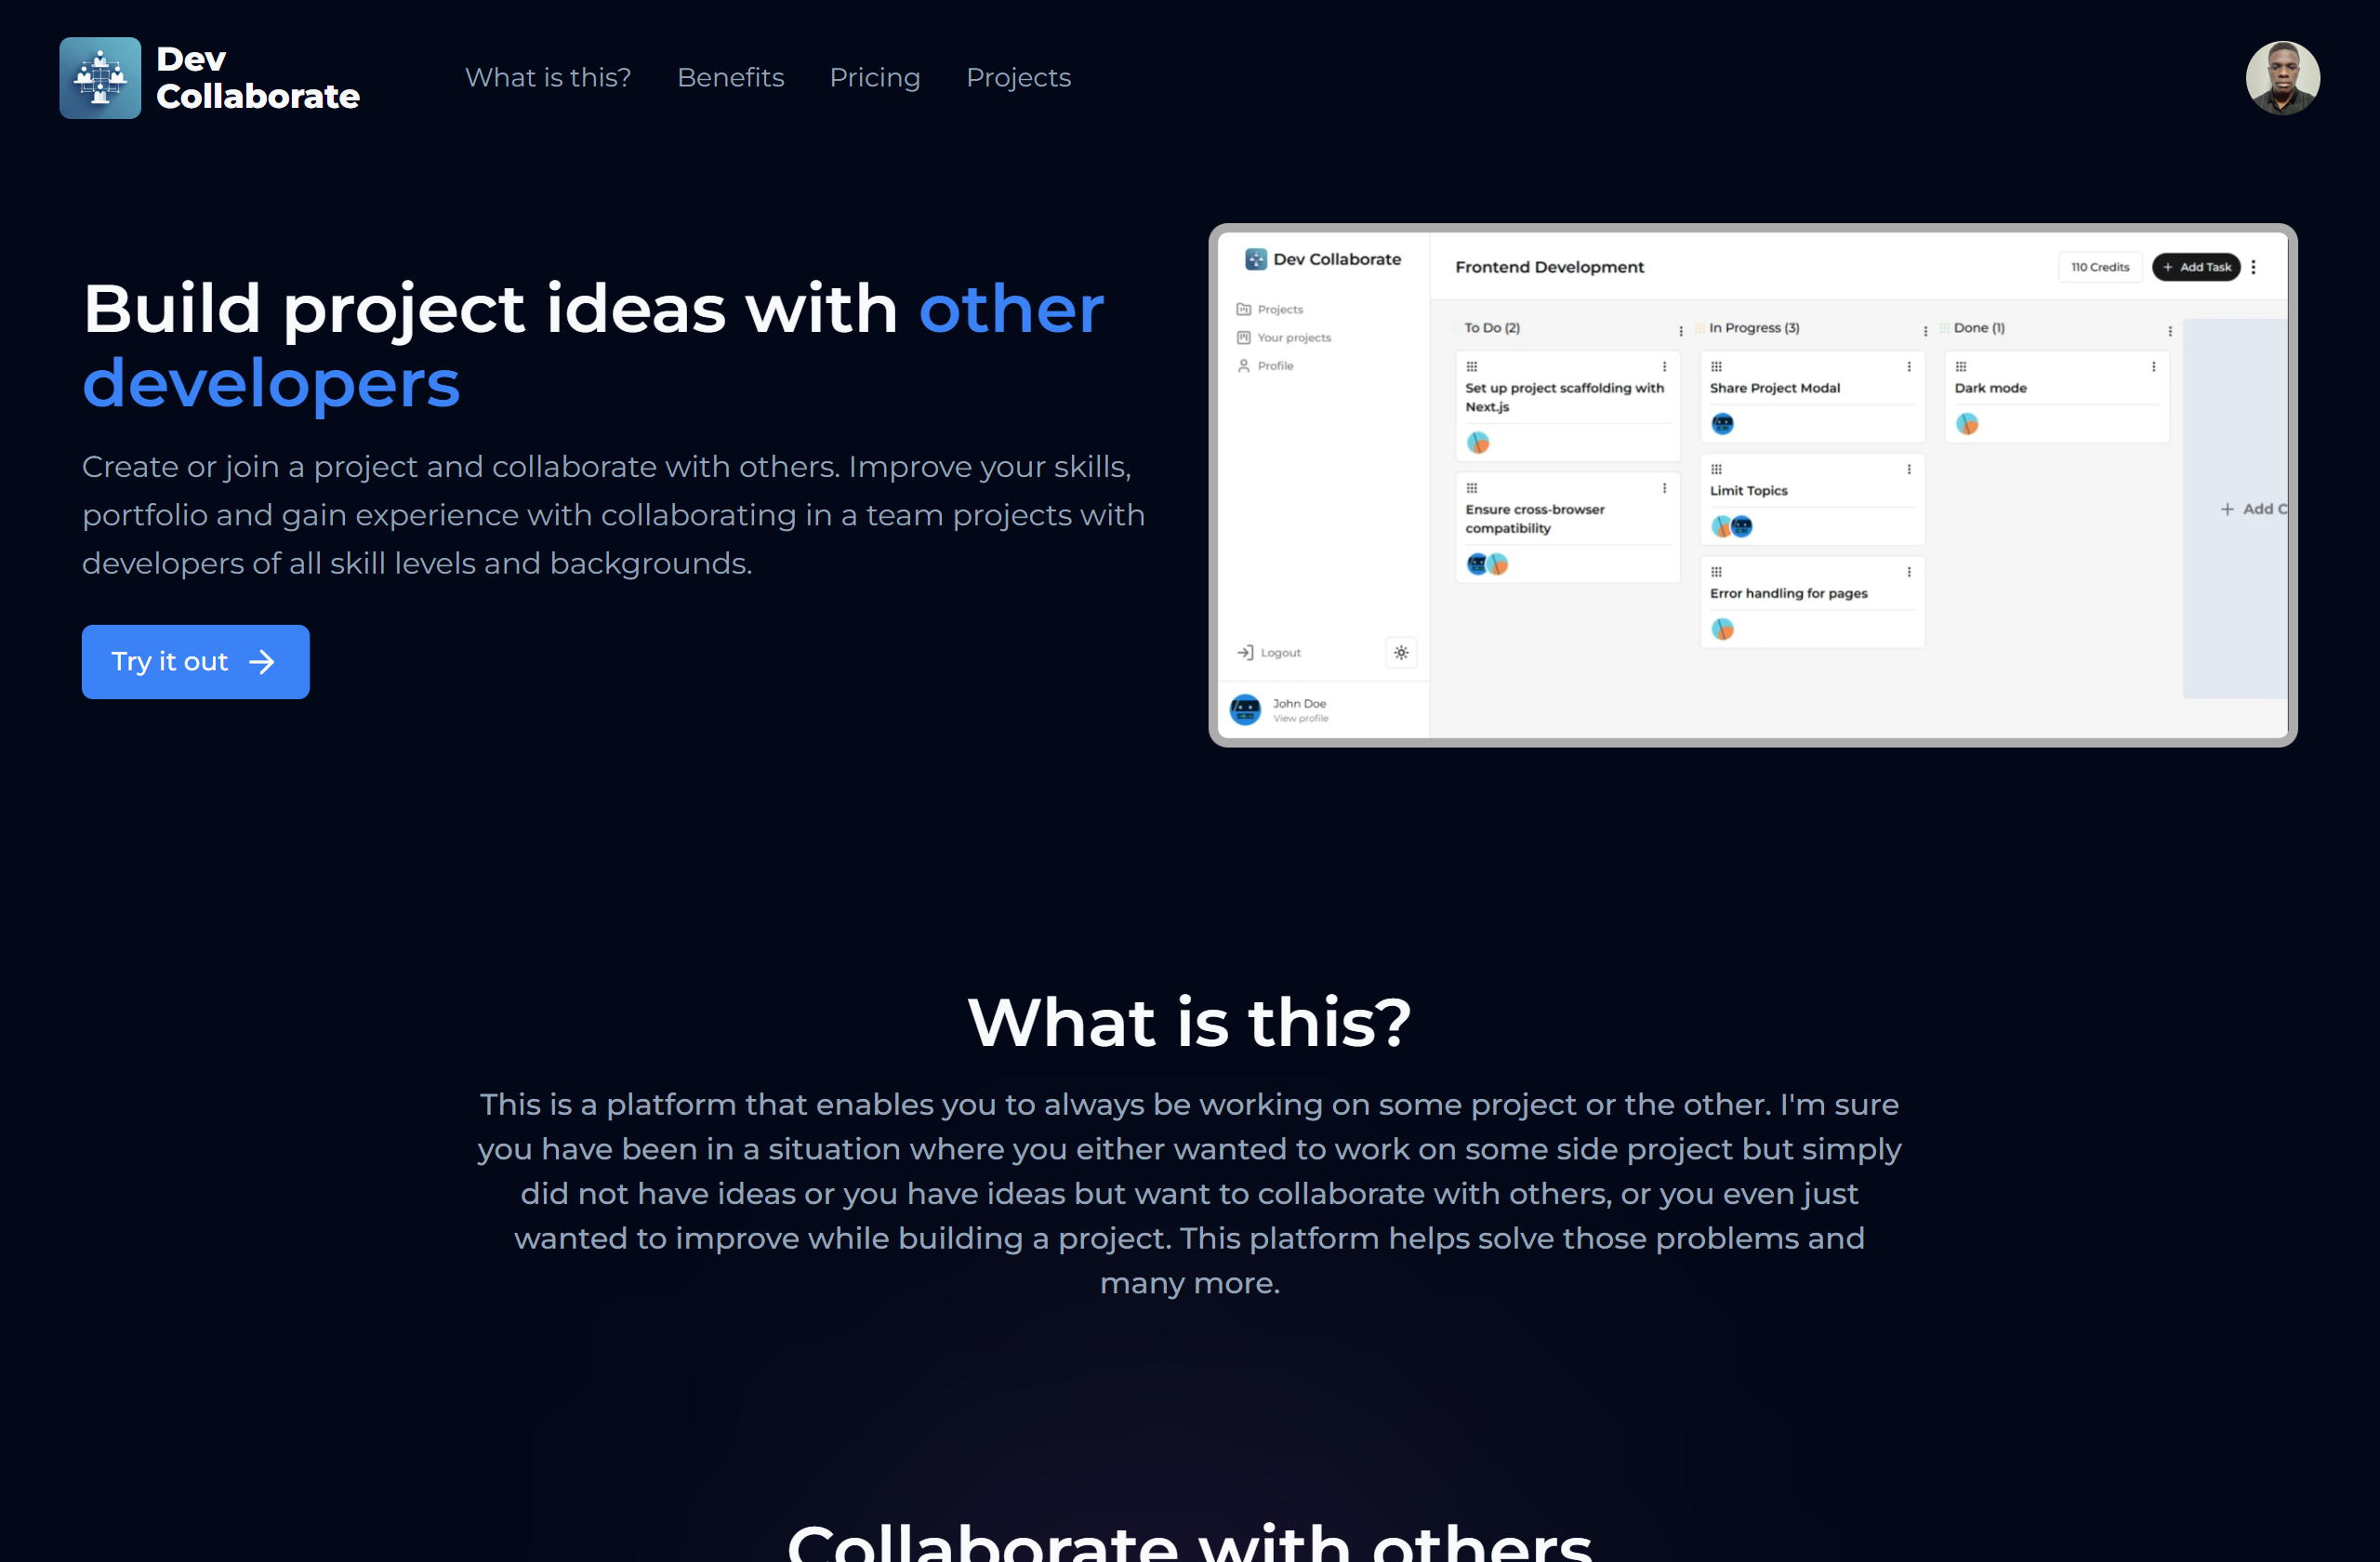 Dev
Collaborate
What is this? Benefits Pricing Projects
Build project ideas with other
developers
Create or join a project and collaborate with others. Improve your skills,
portfolio and gain experience with collaborating in a team projects with
developers of all skill levels and backgrounds.
Try it out
Dev Collaborate
Projects
Your projects
Profile
Logout
John Doe
View profile
Frontend Development
110 Credits
+ Add Task
To Do (2)
Set up project scaffolding with
Next.js
Ensure cross-browser
compatibility
In Progress (3)
Share Project Modal
Limit Topics
Error handling for pages
Done (1)
Dark mode
+ Add C
What is this?
This is a platform that enables you to always be working on some project or the other. I'm sure
you have been in a situation where you either wanted to work on some side project but simply
did not have ideas or you have ideas but want to collaborate with others, or you even just
wanted to improve while building a project. This platform helps solve those problems and
many more.
Collaborate with others